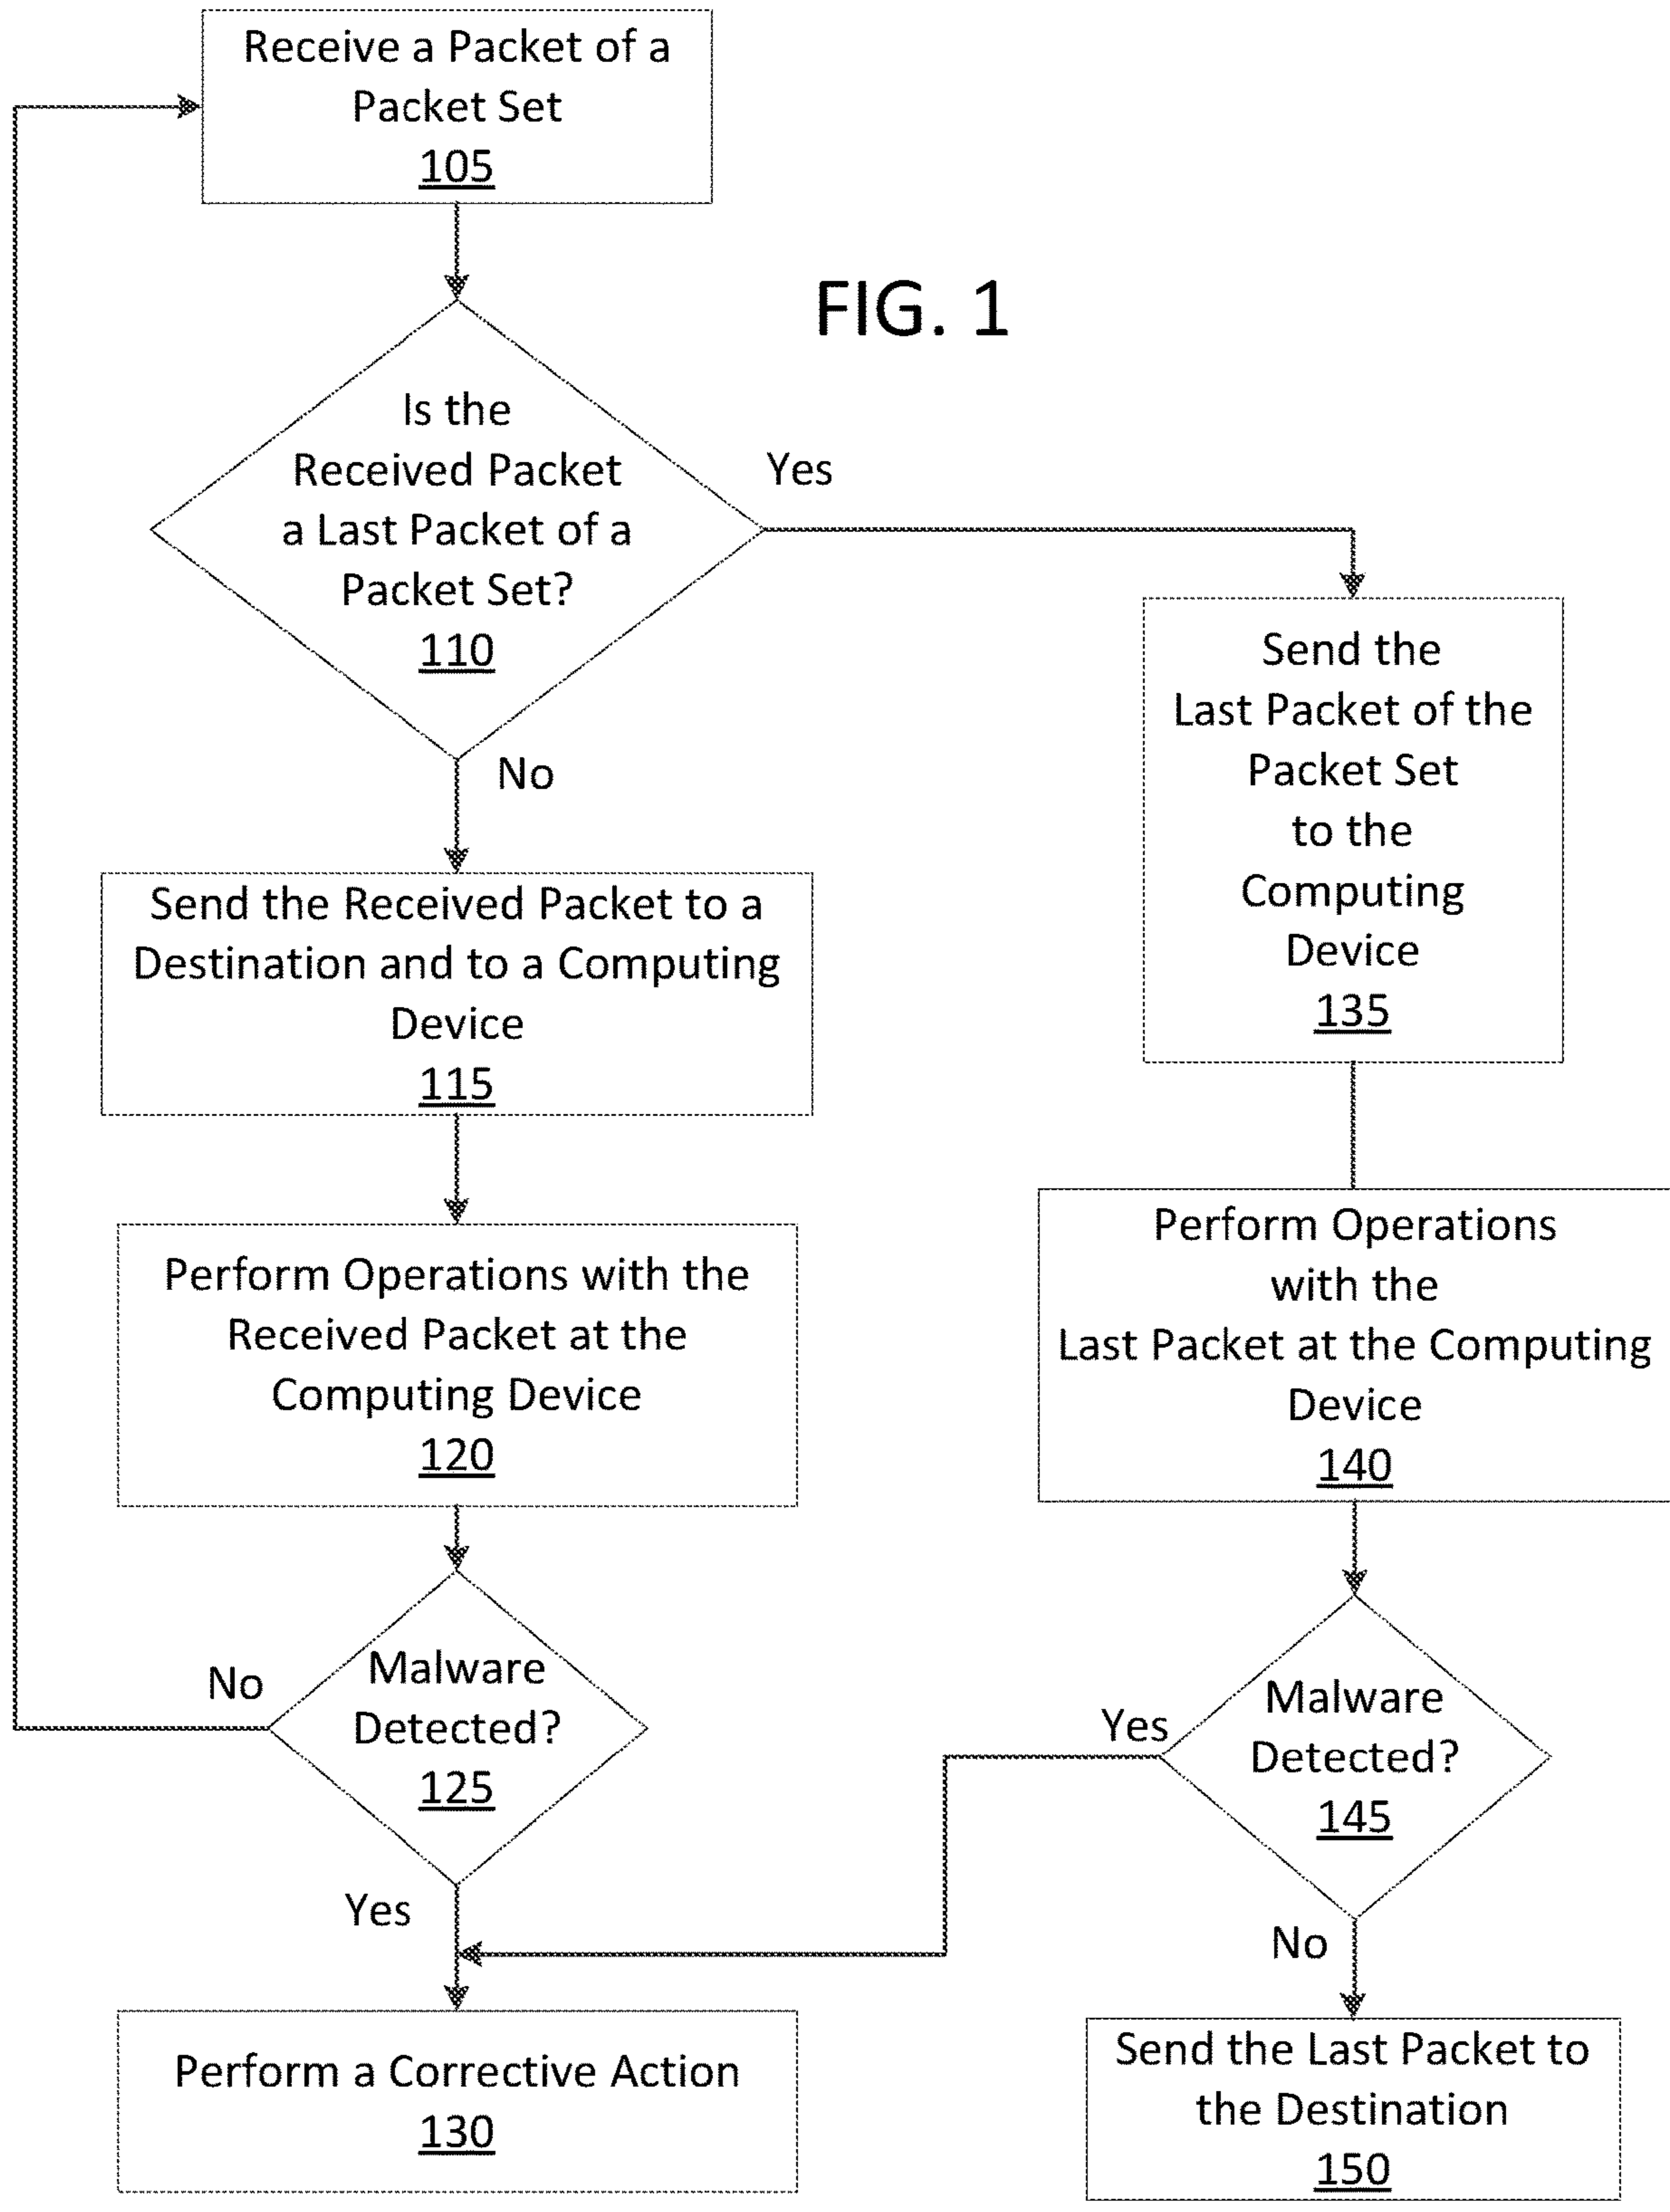 Receive a Packet of a
Packet Set
105
FIG. 1
Is the
Received Packet
a Last Packet of a
Packet Set?
110
Yes
No
Send the
Last Packet of the
Packet Set
to the
Computing
Device
135
Send the Received Packet to a
Destination and to a Computing
Device
115
Perform Operations with the
Received Packet at the
Computing Device
120
Perform Operations
with the
Last Packet at the Computing
Device
140
Malware
Detected?
125
No
Yes
Malware
Detected?
145
Yes
No
Perform a Corrective Action
130
Send the Last Packet to
the Destination
150